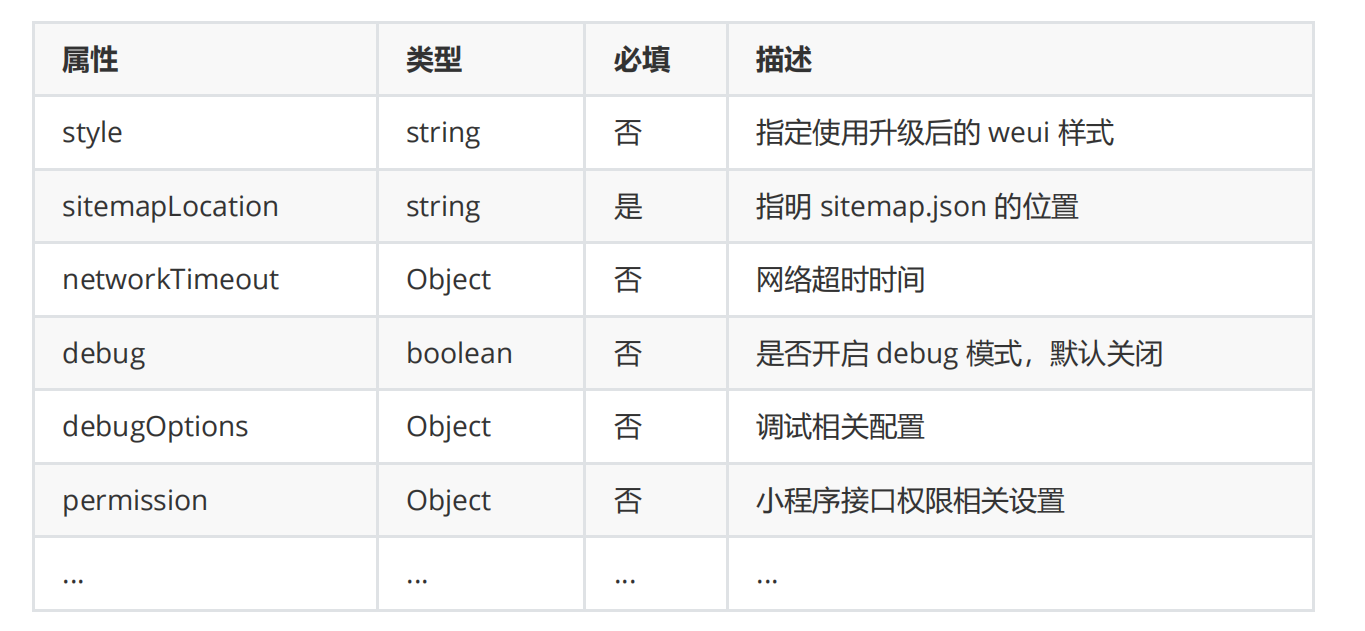 属性 类型 必填 描述
style string 否 指定使用升级后的 weui 样式
sitemapLocation string 是 指明 sitemap.json 的位置
networkTimeout Object 否 网络超时时间
debug boolean 否 是否开启 debug 模式，默认关闭
debugOptions Object 否 调试相关配置
permission Object 否 小程序接口权限相关设置
... ... ... ...